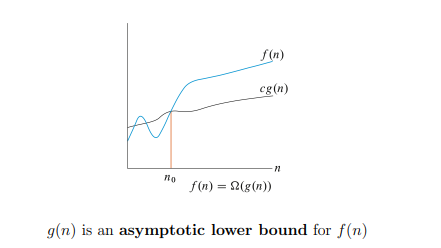 f(n)
cg(n)
n
n₀
f(n) = Ω(g(n))
g(n) is an asymptotic lower bound for f(n)